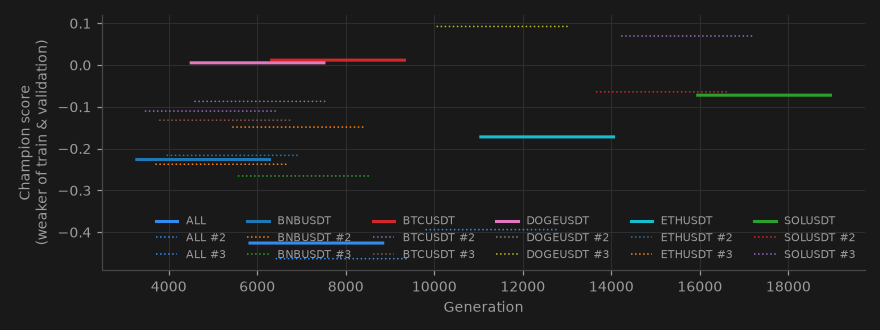 0.1
0.0
−0.1
−0.2
−0.3
−0.4
Champion score
(weaker of train & validation)
ALL BNBUSDT BTCUSDT DOGEUSDT ETHUSDT SOLUSDT
ALL #2 BNBUSDT #2 BTCUSDT #2 DOGEUSDT #2 ETHUSDT #2 SOLUSDT #2
ALL #3 BNBUSDT #3 BTCUSDT #3 DOGEUSDT #3 ETHUSDT #3 SOLUSDT #3
4000 6000 8000 10000 12000 14000 16000 18000
Generation